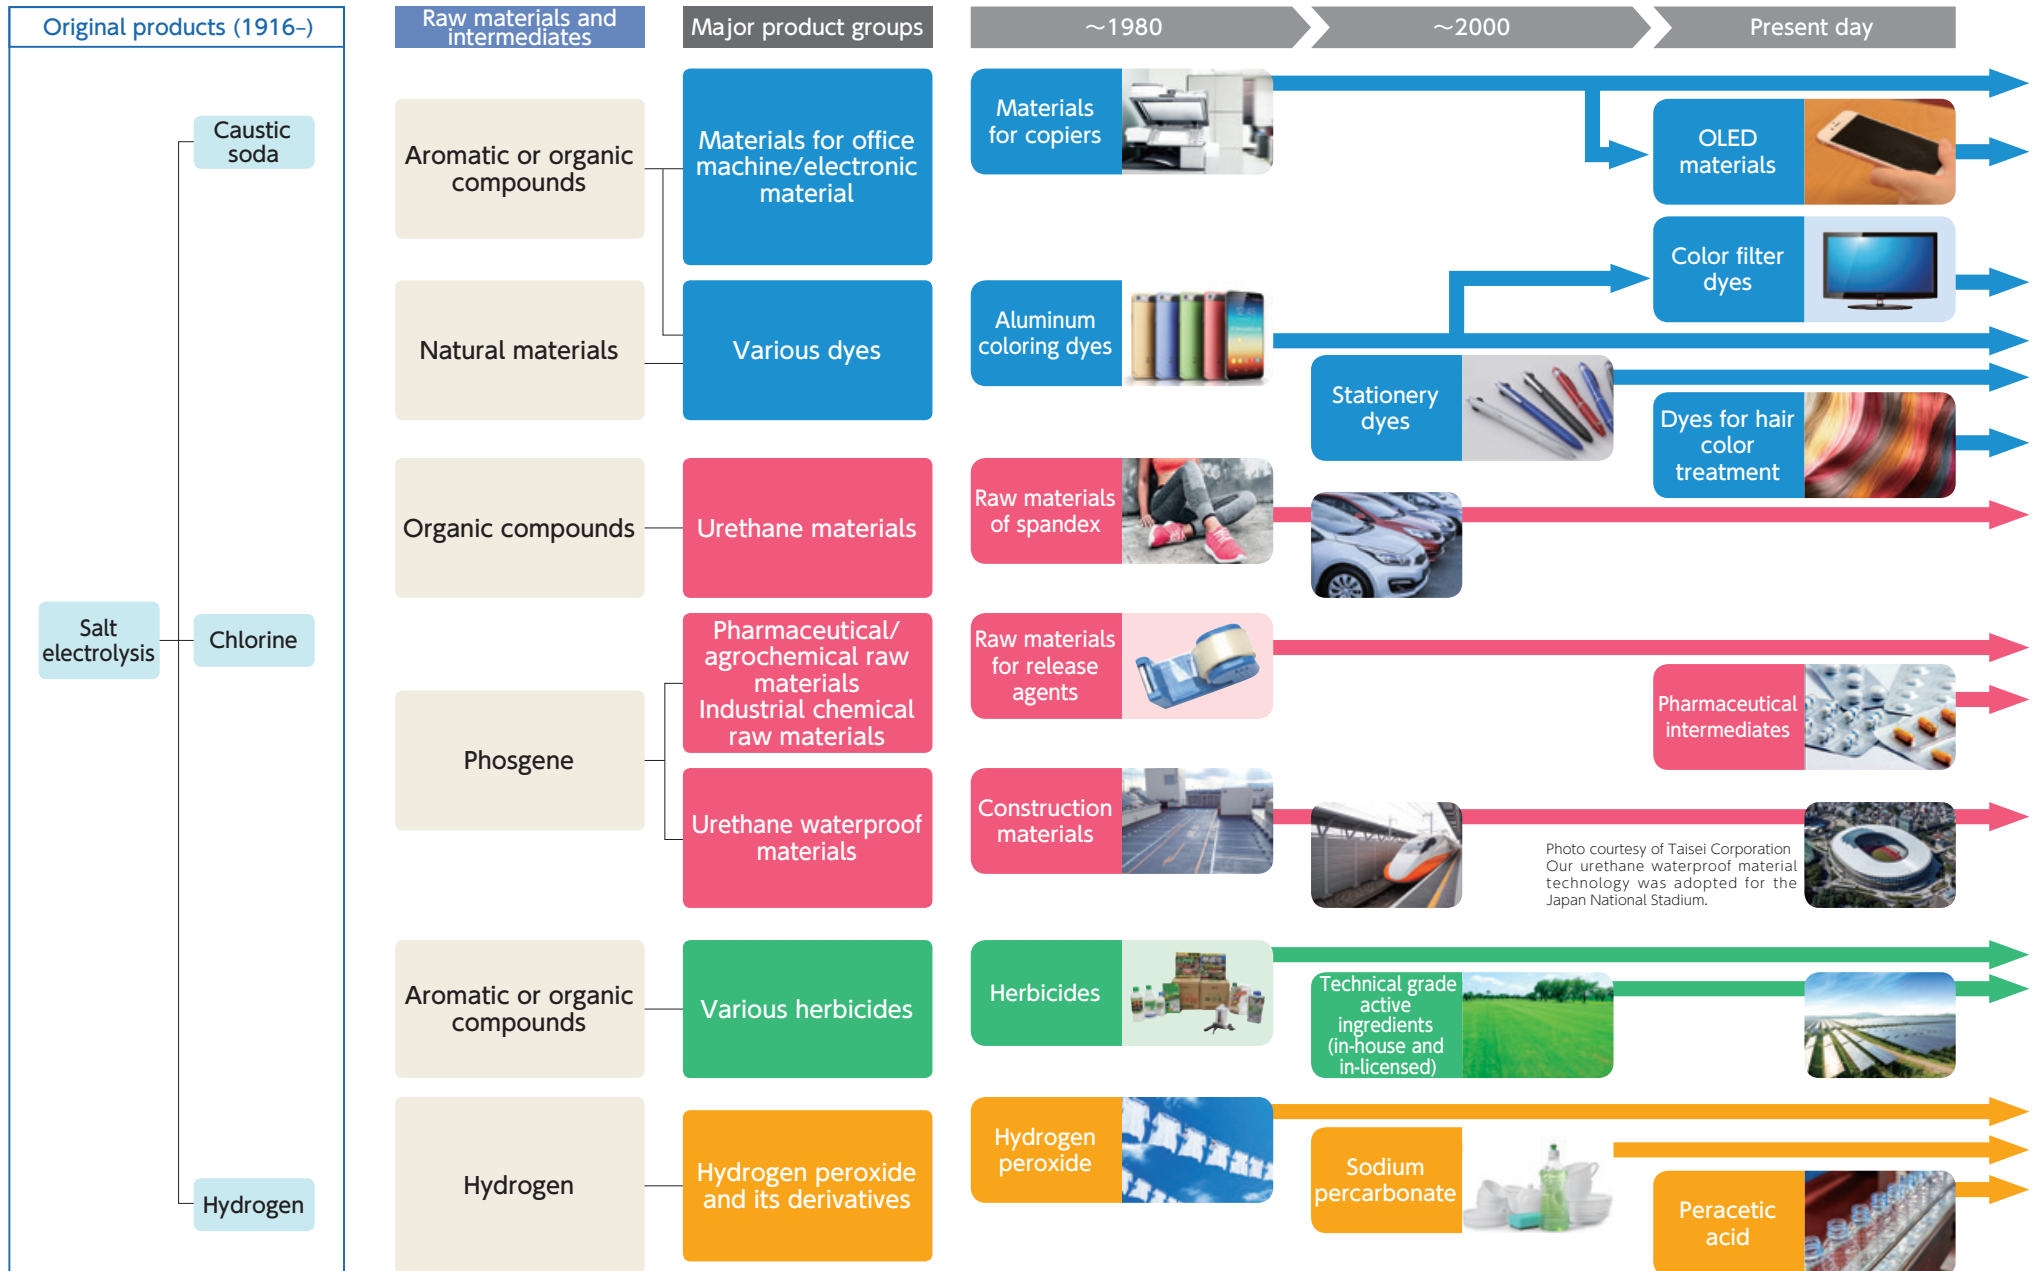 Original products (1916–)
Raw materials and
intermediates
Major product groups
～1980
～2000
Present day
Salt
electrolysis
Caustic
soda
Chlorine
Hydrogen
Aromatic or organic
compounds
Natural materials
Organic compounds
Phosgene
Aromatic or organic
compounds
Hydrogen
Materials for office
machine/electronic
material
Various dyes
Urethane materials
Pharmaceutical/
agrochemical raw
materials
Industrial chemical
raw materials
Urethane waterproof
materials
Various herbicides
Hydrogen peroxide
and its derivatives
Materials
for copiers
OLED
materials
Color filter
dyes
Aluminum
coloring dyes
Stationery
dyes
Dyes for hair
color
treatment
Raw materials
of spandex
Raw materials
for release
agents
Pharmaceutical
intermediates
Construction
materials
Photo courtesy of Taisei Corporation
Our urethane waterproof material
technology was adopted for the
Japan National Stadium.
Herbicides
Technical grade
active
ingredients
(in-house and
in-licensed)
Hydrogen
peroxide
Sodium
percarbonate
Peracetic
acid